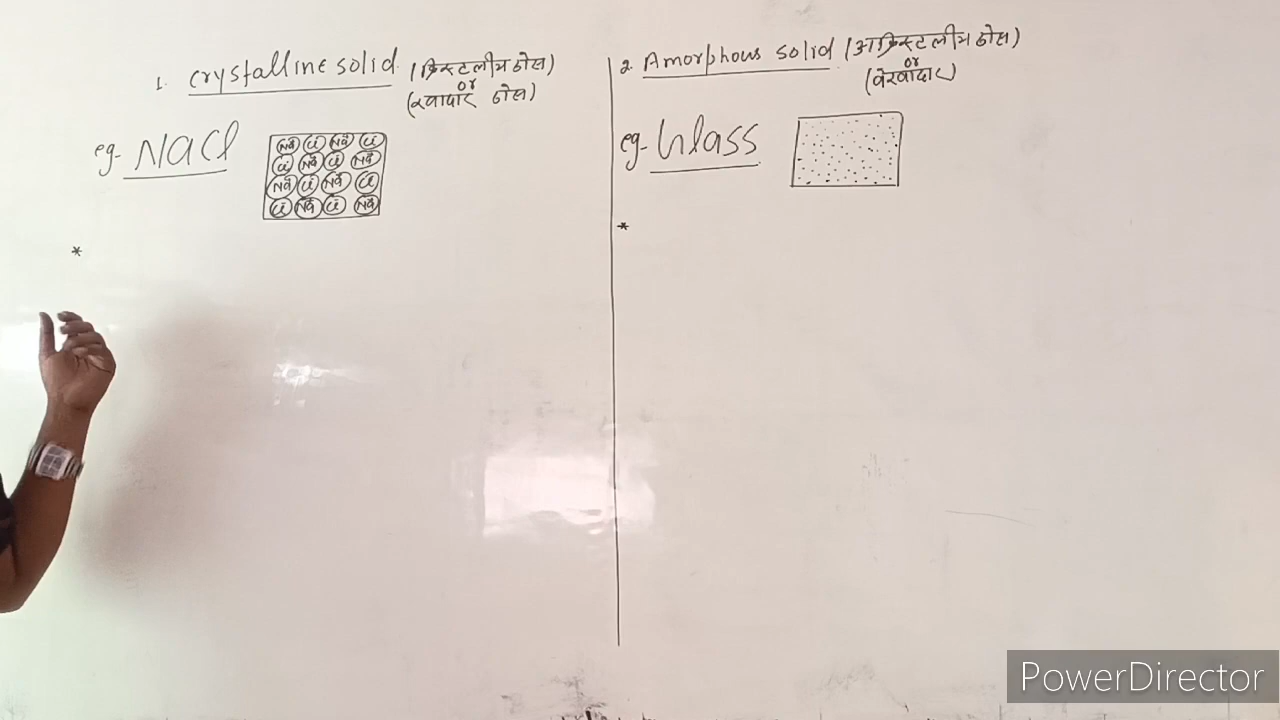 1. Crystalline solid (क्रिस्टलीय ठोस)
or
(रवादार ठोस)
eg- NaCl
Na Cl Na Cl
Cl Na Cl Na
Na Cl Na Cl
Cl Na Cl Na
*
2. Amorphous solid (अक्रिस्टलीय ठोस)
or
(बेरवादार)
eg- Glass
*
PowerDirector